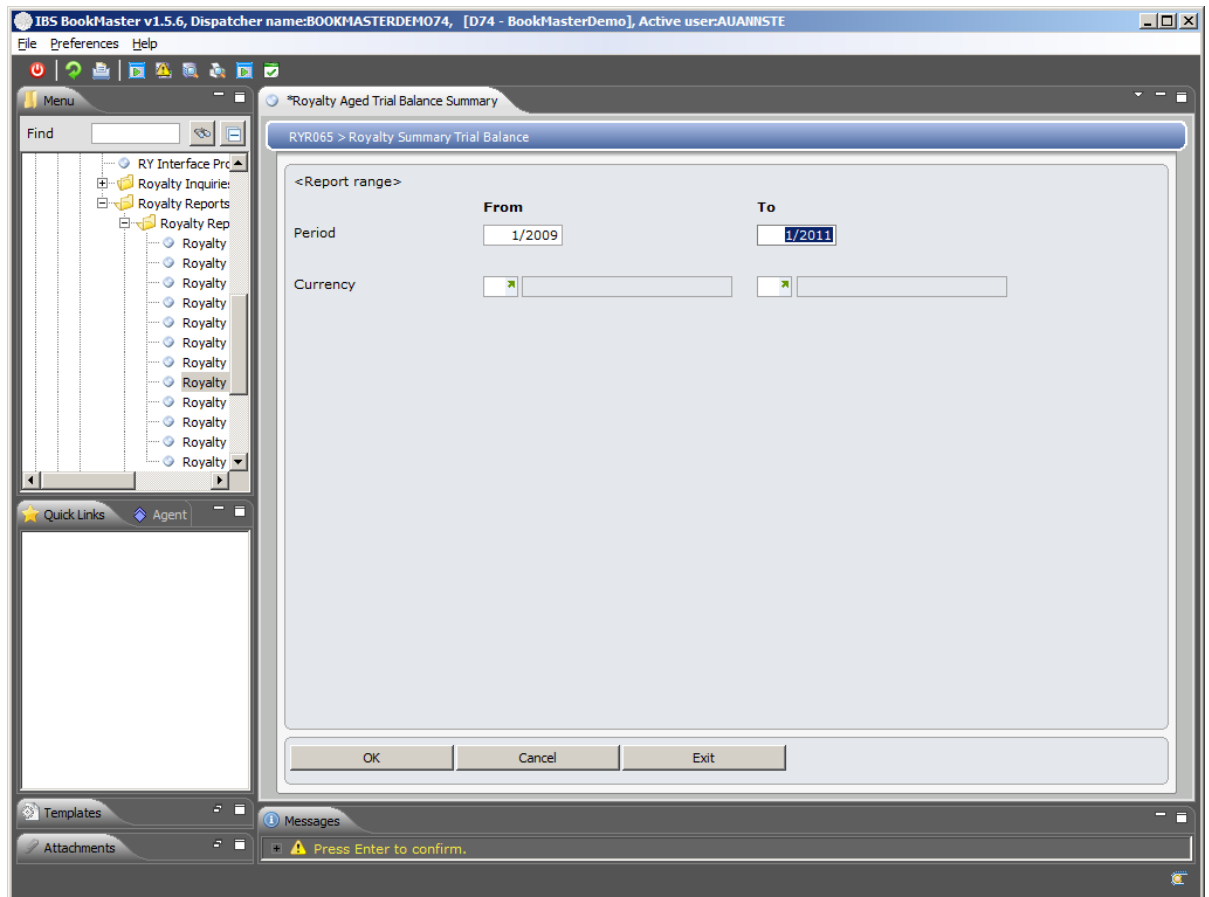 IBS BookMaster v1.5.6, Dispatcher name:BOOKMASTERDEMO74, [D74 - BookMasterDemo], Active user:AUANNSTE
File Preferences Help
Menu
*Royalty Aged Trial Balance Summary
Find
RYR065 > Royalty Summary Trial Balance
RY Interface Prc
Royalty Inquirie
Royalty Reports
Royalty Rep
Royalty
Royalty
Royalty
Royalty
Royalty
Royalty
Royalty
Royalty
Royalty
Royalty
Royalty
Royalty
<Report range>
From To
Period 1/2009 1/2011
Currency
Quick Links Agent
OK Cancel Exit
Templates
Attachments
Messages
Press Enter to confirm.